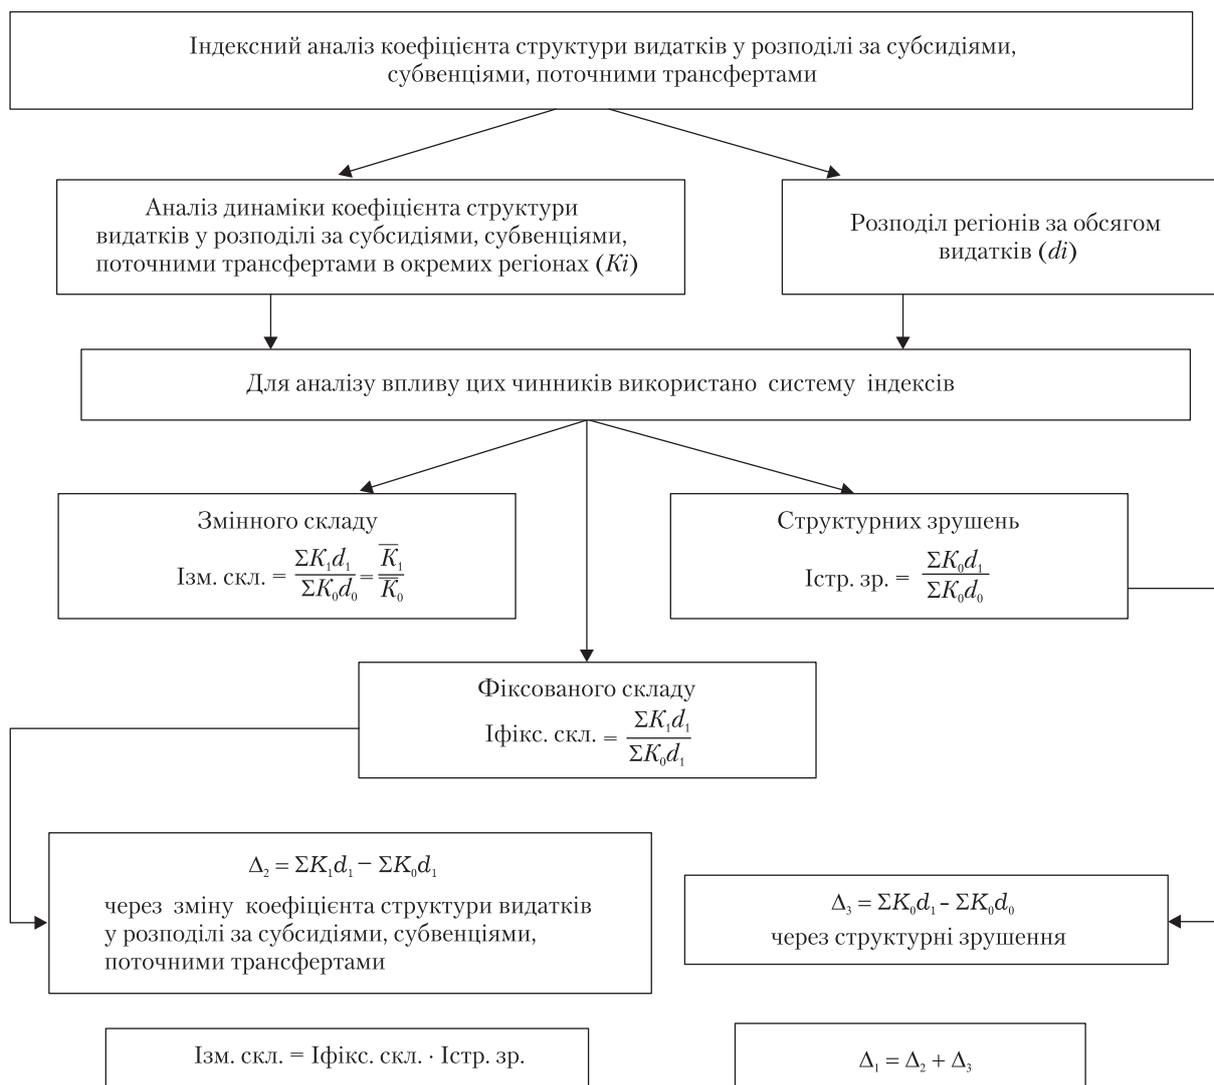 Індексний аналіз коефіцієнта структури видатків у розподілі за субсидіями,
субвенціями, поточними трансфертами
Аналіз динаміки коефіцієнта структури
видатків у розподілі за субсидіями, субвенціями,
поточними трансфертами в окремих регіонах (Кі)
Розподіл регіонів за обсягом
видатків (di)
Для аналізу впливу цих чинників використано систему індексів
Змінного складу
Ізм. скл. = ΣK₁d₁ / ΣK₀d₀ = K̅₁ / K̅₀
Структурних зрушень
Істр. зр. = ΣK₀d₁ / ΣK₀d₀
Фіксованого складу
Іфікс. скл. = ΣK₁d₁ / ΣK₀d₁
Δ₂ = ΣK₁d₁ − ΣK₀d₁
через зміну коефіцієнта структури видатків
у розподілі за субсидіями, субвенціями,
поточними трансфертами
Δ₃ = ΣK₀d₁ - ΣK₀d₀
через структурні зрушення
Ізм. скл. = Іфікс. скл. · Істр. зр.
Δ₁ = Δ₂ + Δ₃